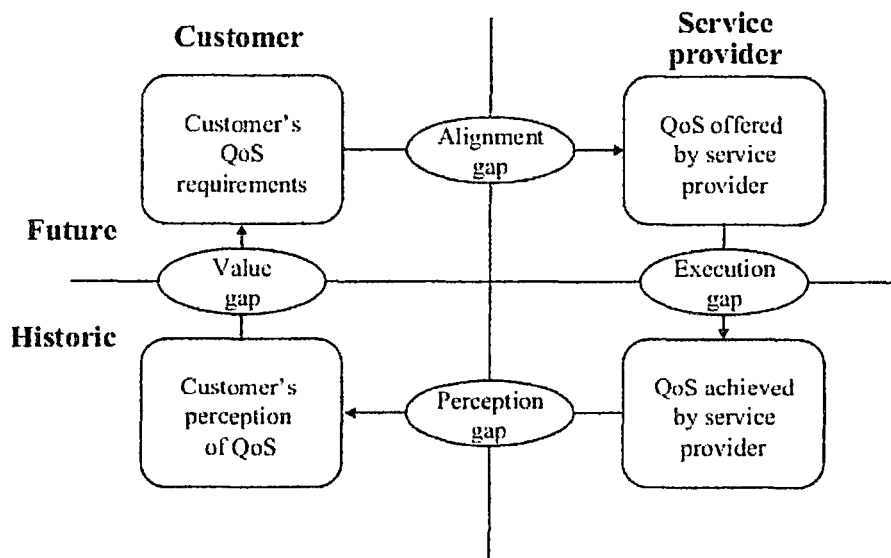 Customer
Service
provider
Customer's
QoS
requirements
Alignment
gap
QoS offered
by service
provider
Future
Value
gap
Execution
gap
Historic
Customer's
perception
of QoS
Perception
gap
QoS achieved
by service
provider